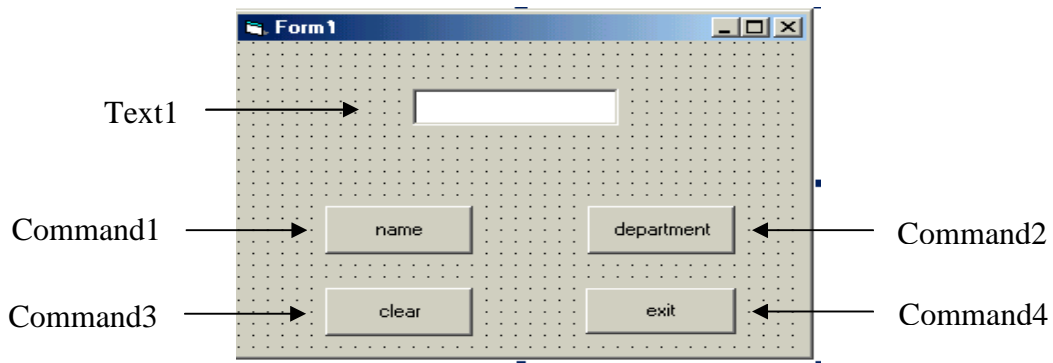 Form1
Text1
Command1
name
department
Command2
Command3
clear
exit
Command4